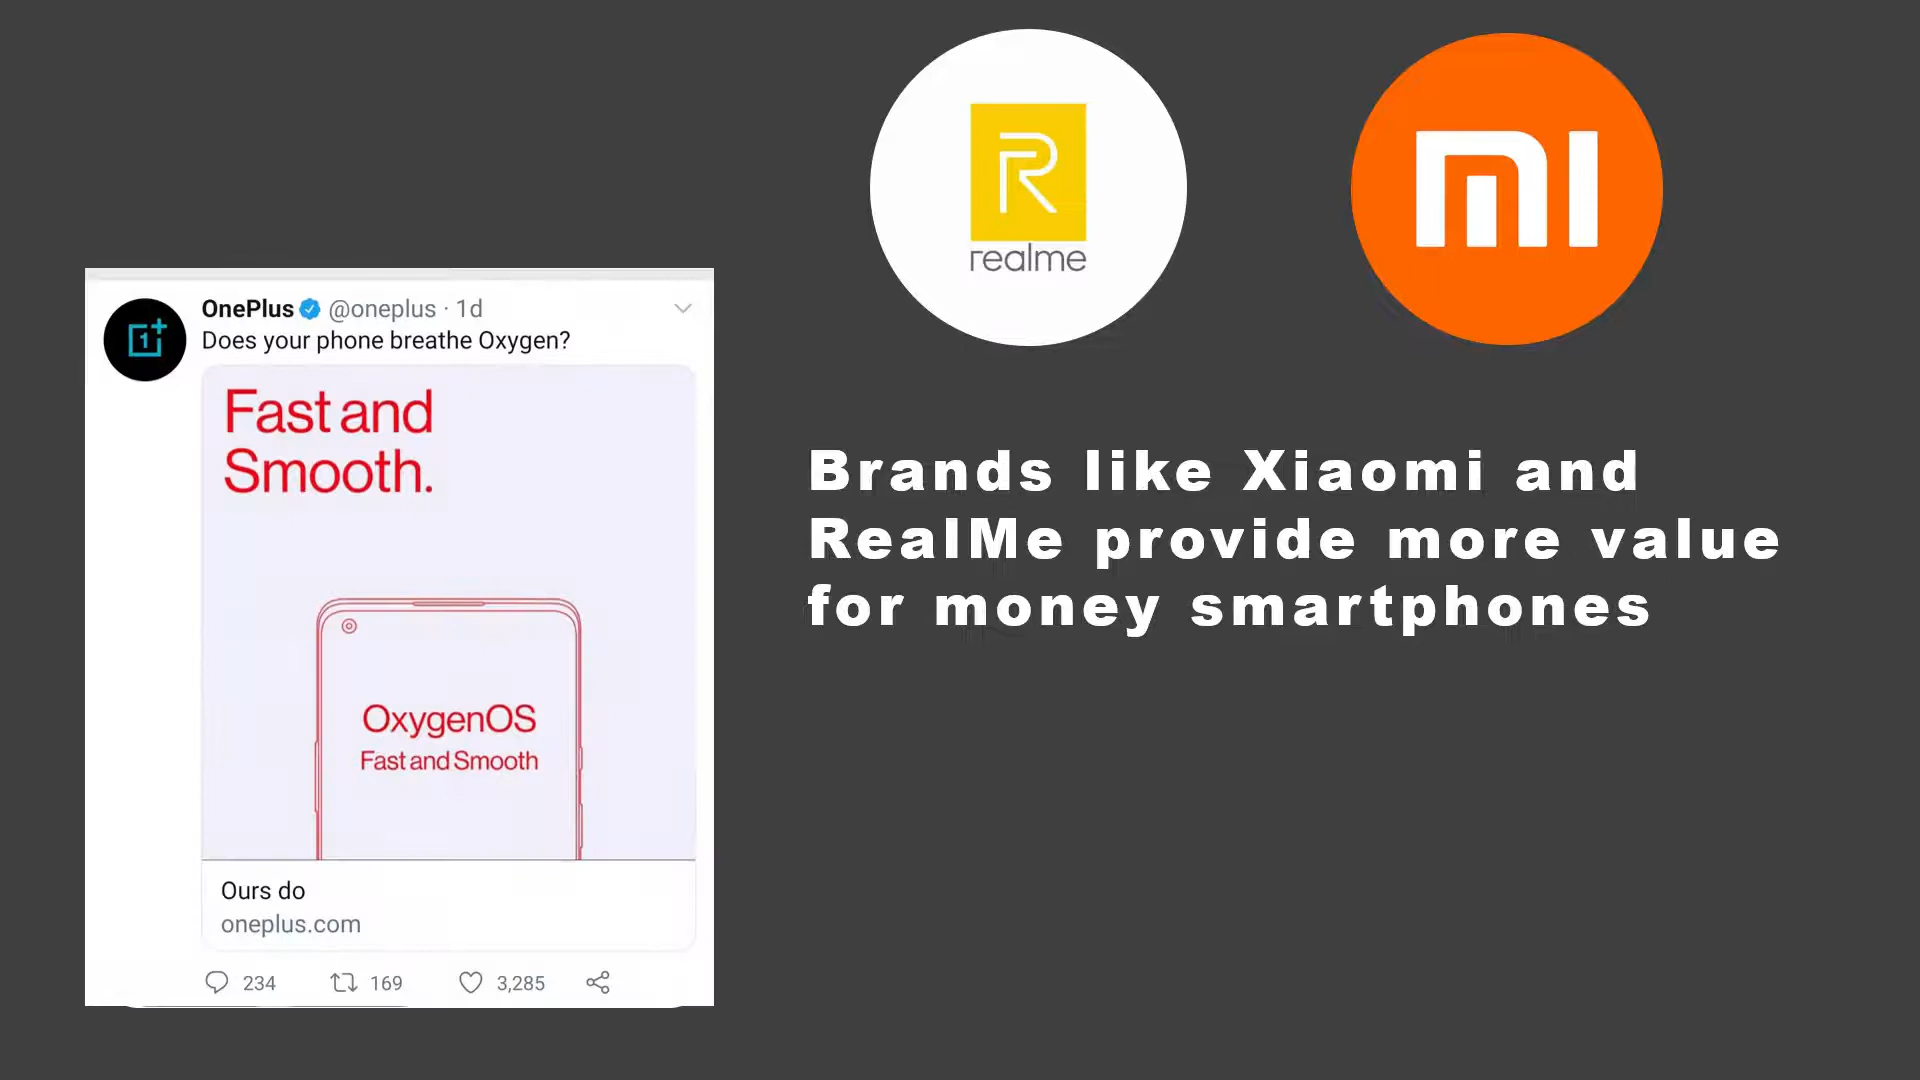 OnePlus @oneplus · 1d
Does your phone breathe Oxygen?
Fast and
Smooth.
OxygenOS
Fast and Smooth
Ours do
oneplus.com
234 169 3,285
R
realme
mi
Brands like Xiaomi and
RealMe provide more value
for money smartphones